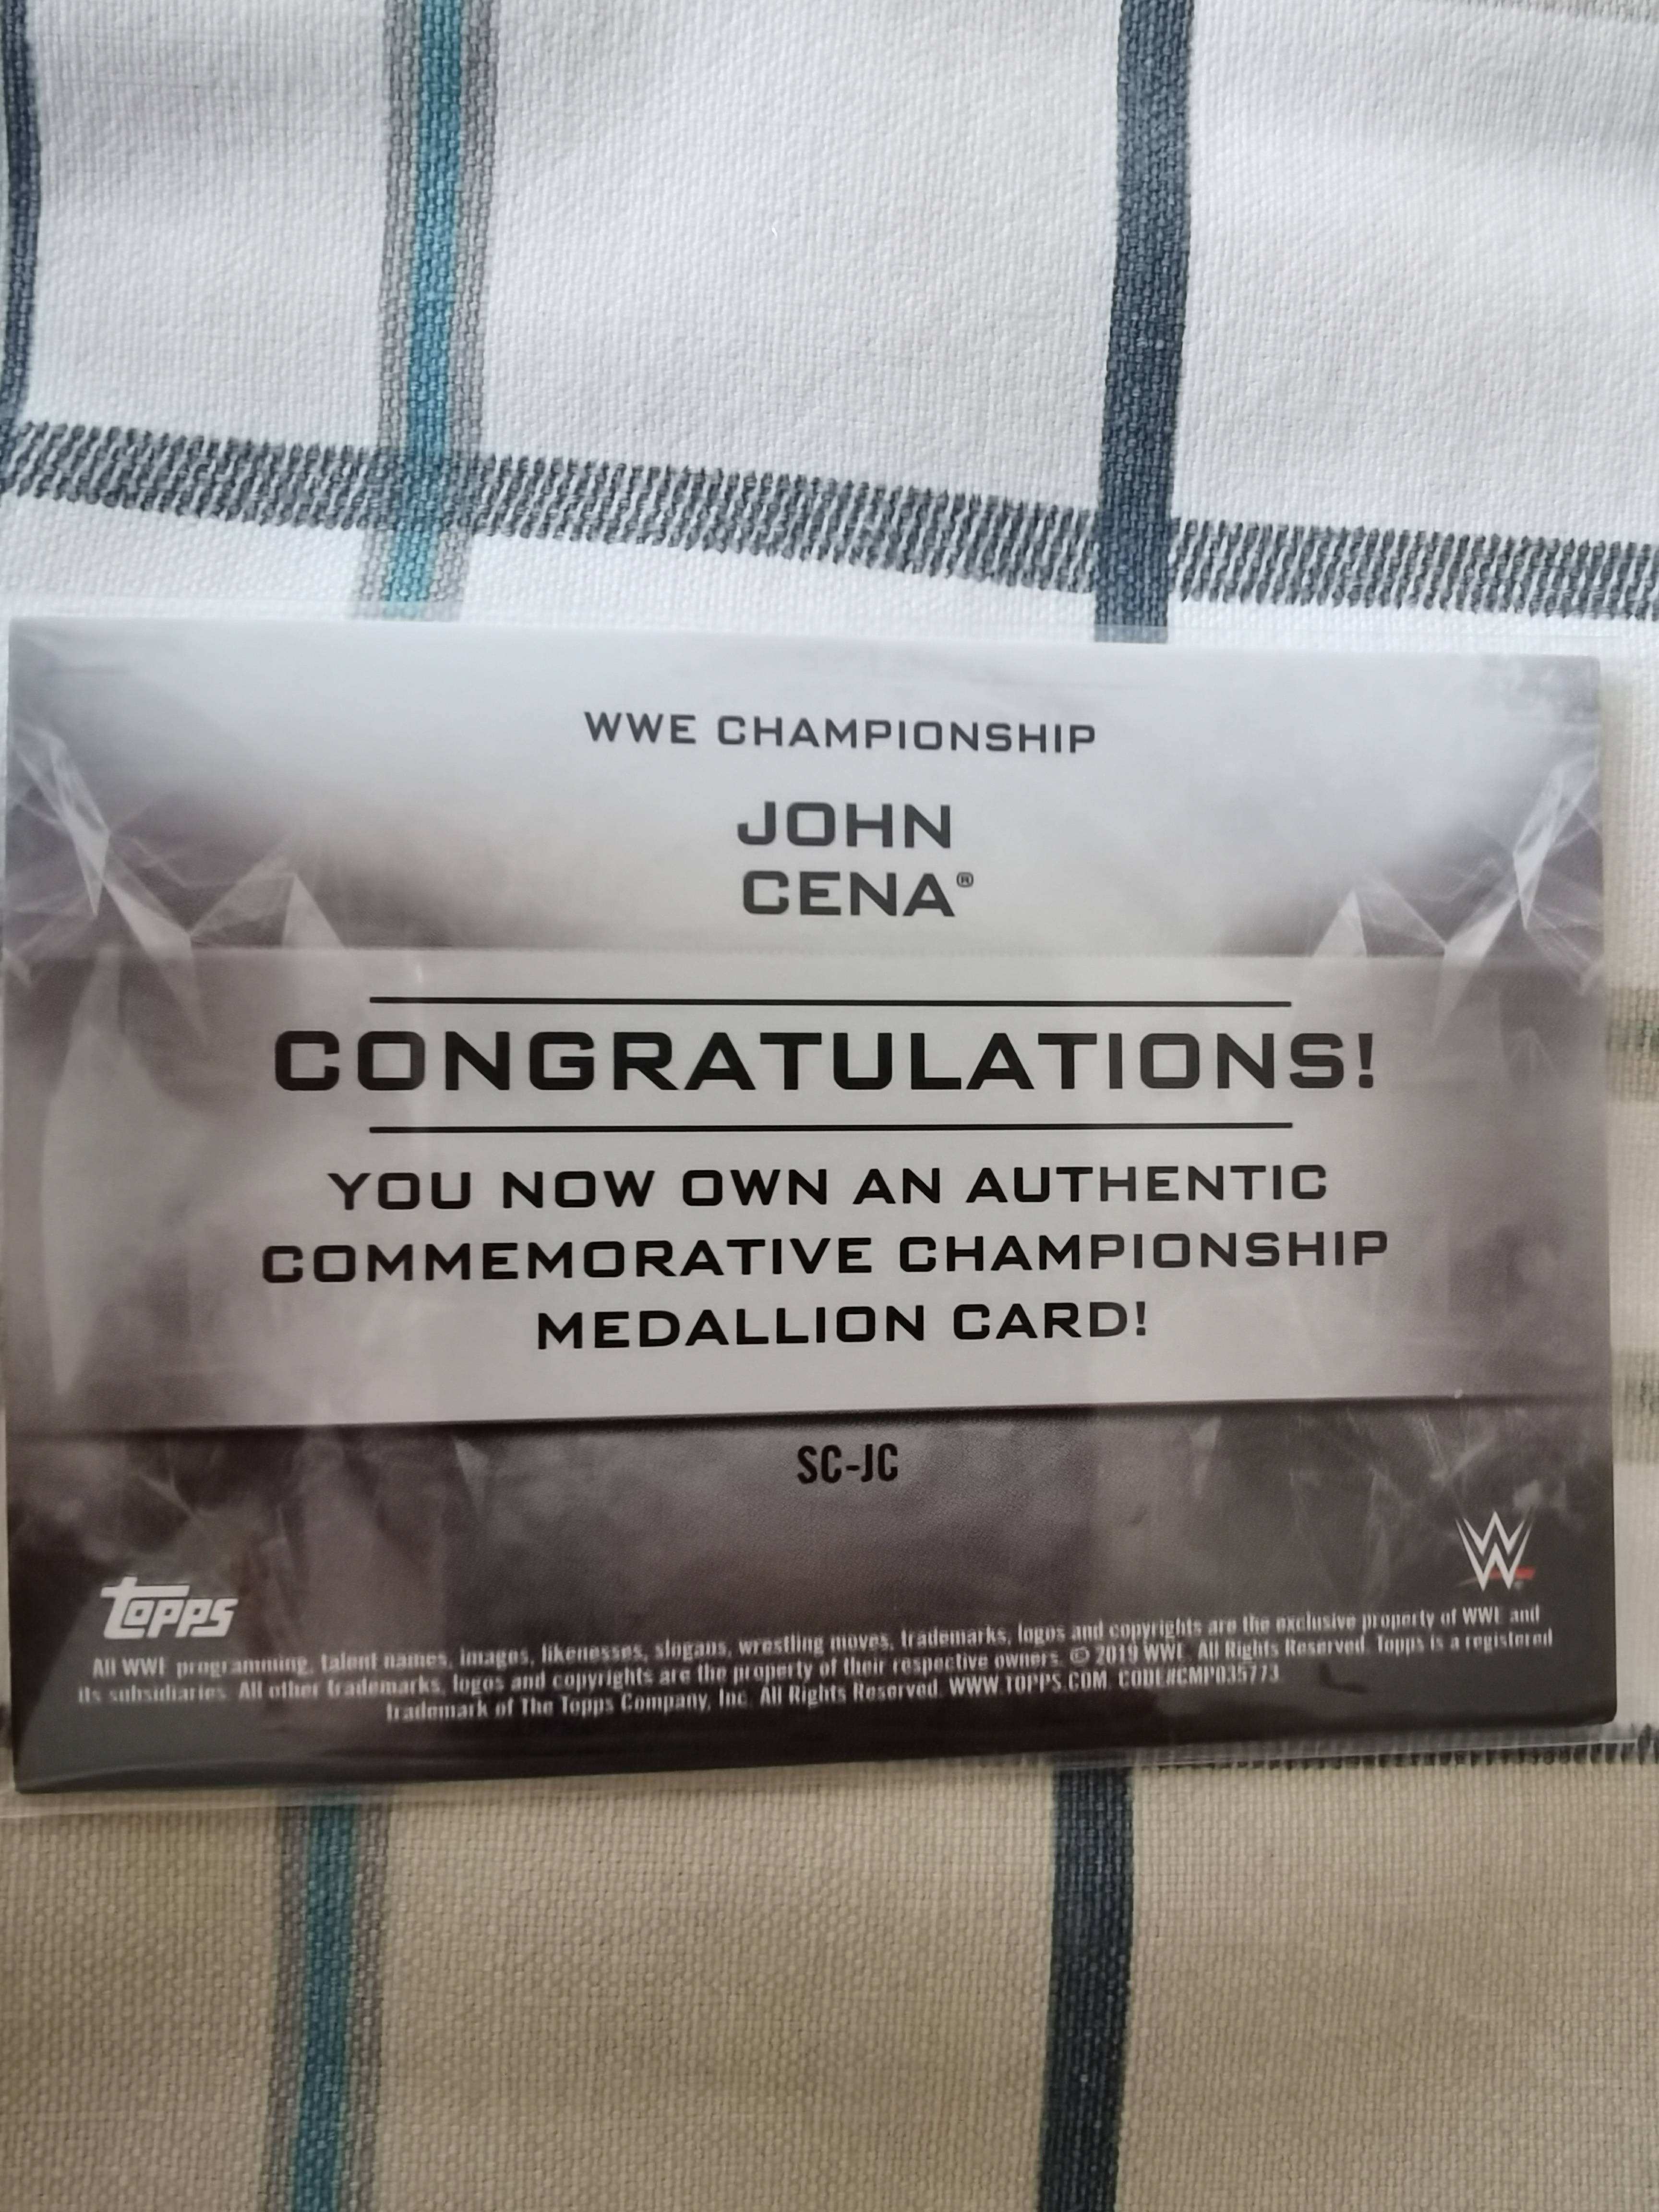 WWE CHAMPIONSHIP
JOHN
CENA®
CONGRATULATIONS!
YOU NOW OWN AN AUTHENTIC
COMMEMORATIVE CHAMPIONSHIP
MEDALLION CARD!
SC-JC
W
topps
All WWE programming, talent names, images, likenesses, slogans, wrestling moves, trademarks, logos and copyrights are the exclusive property of WWE and
its subsidiaries. All other trademarks, logos and copyrights are the property of their respective owners. © 2019 WWE. All Rights Reserved. Topps is a registered
trademark of The Topps Company, Inc. All Rights Reserved. WWW.TOPPS.COM. CODE#CMP035773